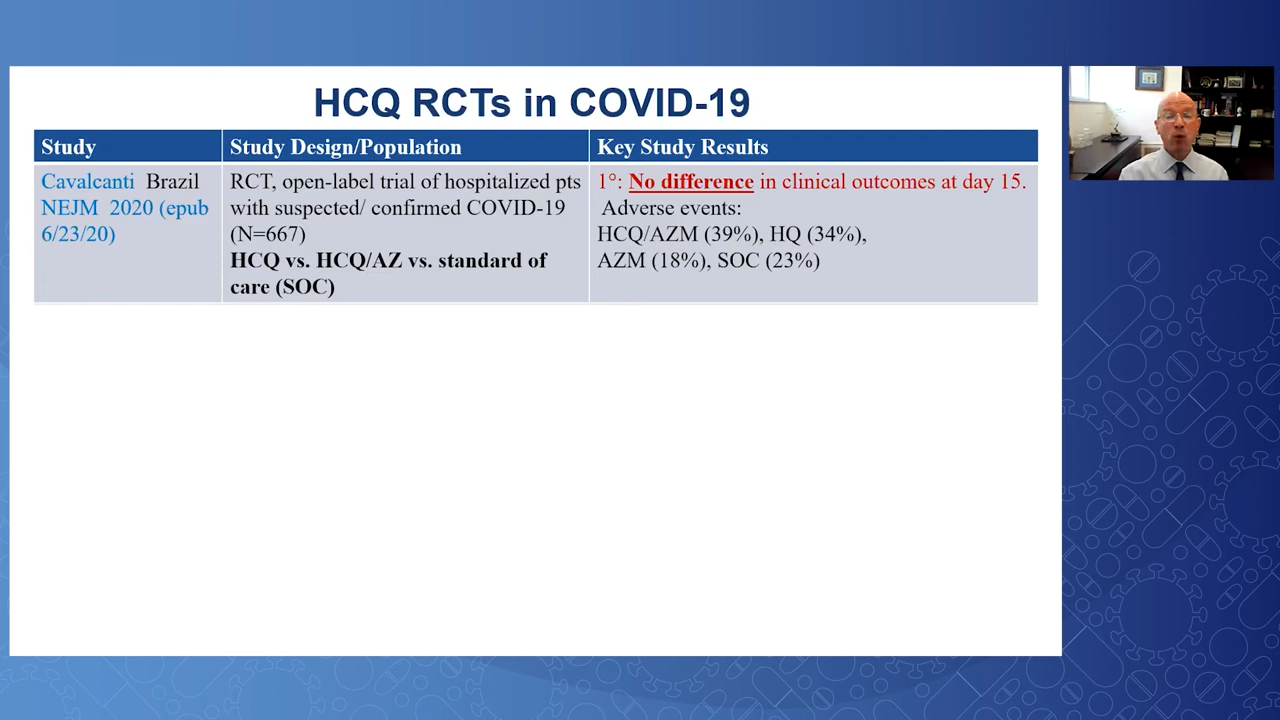 HCQ RCTs in COVID-19
Study
Study Design/Population
Key Study Results
Cavalcanti Brazil
NEJM 2020 (epub
6/23/20)
RCT, open-label trial of hospitalized pts
with suspected/ confirmed COVID-19
(N=667)
HCQ vs. HCQ/AZ vs. standard of
care (SOC)
1°: No difference in clinical outcomes at day 15.
Adverse events:
HCQ/AZM (39%), HQ (34%),
AZM (18%), SOC (23%)